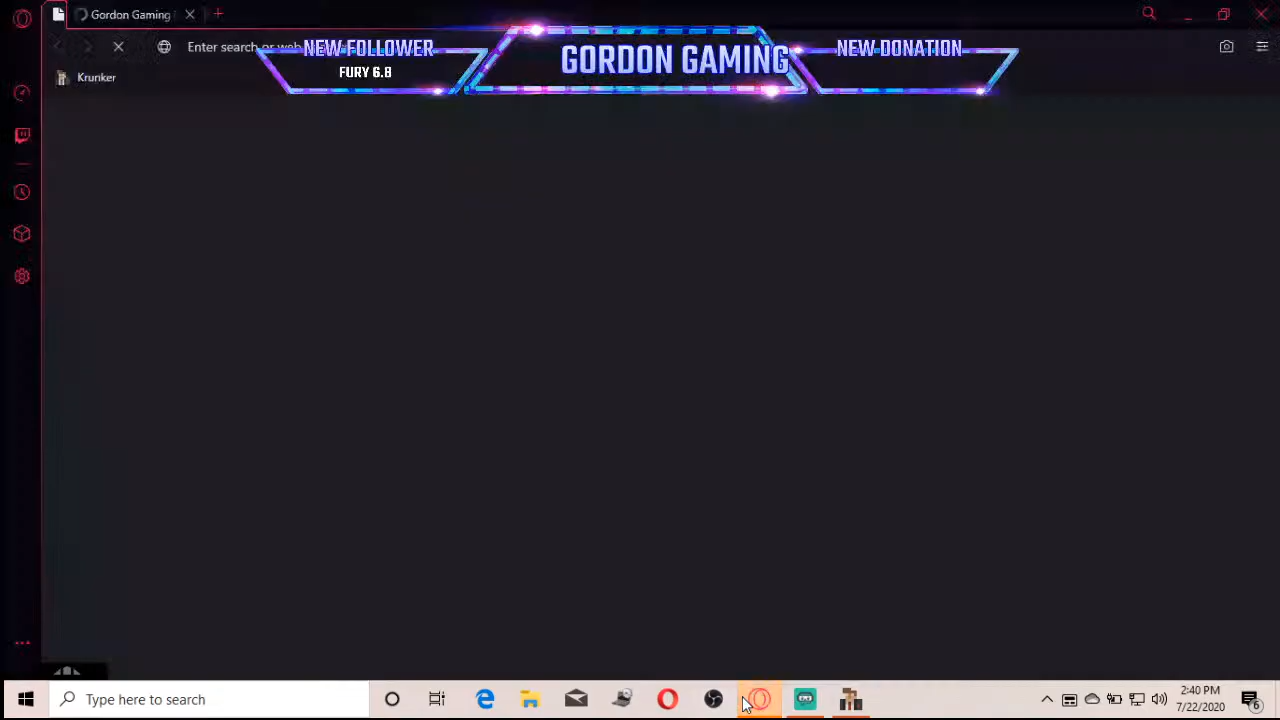 Gordon Gaming
Enter search or web
NEW FOLLOWER
FURY 6.8
GORDON GAMING
NEW DONATION
Krunker
Type here to search
2:40 PM
7/22/2020
6